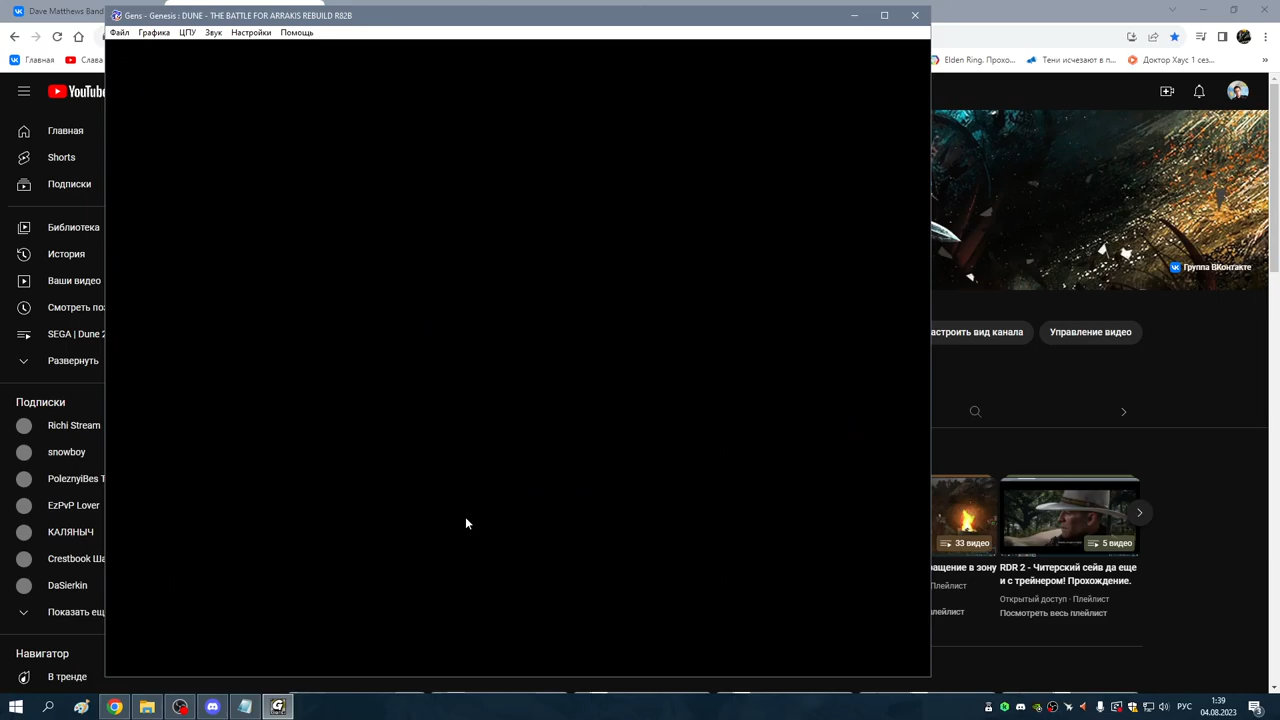 Dave Matthews Band
Gens - Genesis : DUNE - THE BATTLE FOR ARRAKIS REBUILD R82B
Файл Графика ЦПУ Звук Настройки Помощь
Главная Слава
Elden Ring. Прохо... Тени исчезают в п... Доктор Хаус 1 сез... »
YouTube
Главная
Shorts
Подписки
Библиотека
История
Ваши видео
Смотреть по
SEGA | Dune 2
Развернуть
Подписки
Richi Stream
snowboy
PoleznyiBes T
EzPvP Lover
КАЛЯНЫЧ
Crestbook Ша
DaSierkin
Показать ещ
Навигатор
В тренде
Группа ВКонтакте
астроить вид канала Управление видео
33 видео
5 видео
ращение в зону
Плейлист
плейлист
RDR 2 - Читерский сейв да еще
и с трейнером! Прохождение.
Открытый доступ · Плейлист
Посмотреть весь плейлист
РУС
1:39
04.08.2023
3